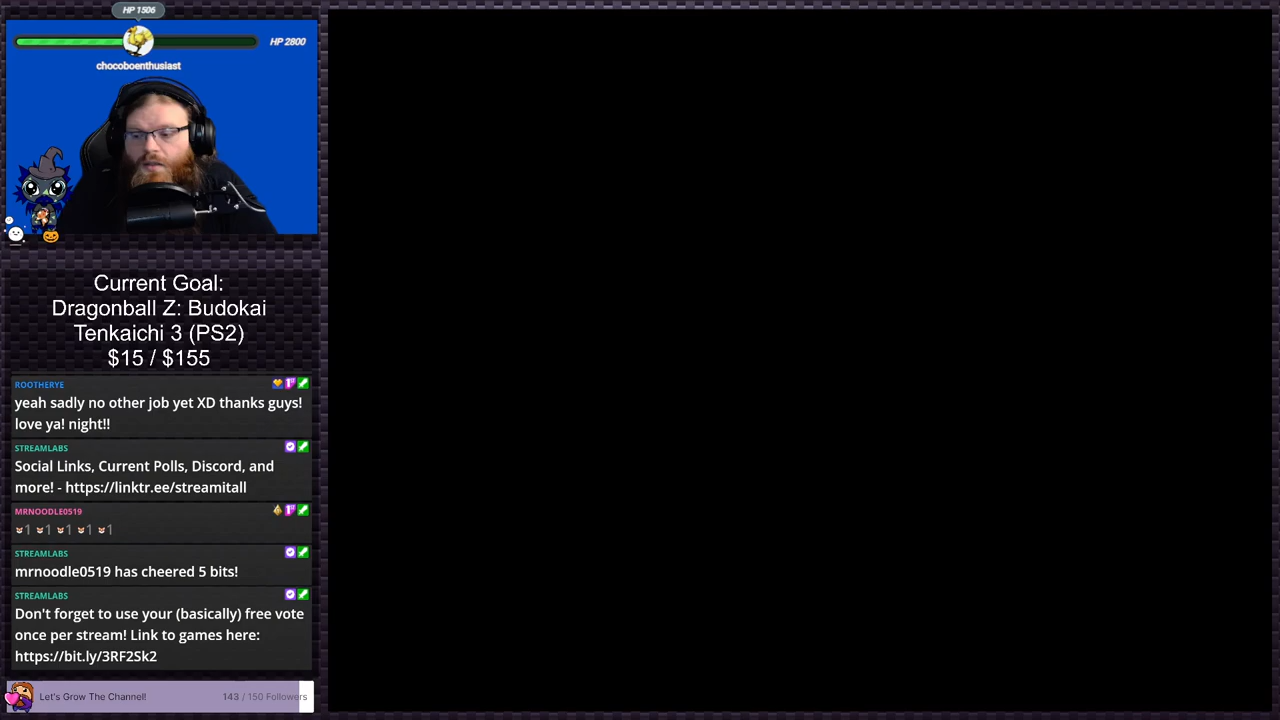 HP 1506
HP 2800
chocoboenthusiast
Current Goal:
Dragonball Z: Budokai
Tenkaichi 3 (PS2)
$15 / $155
ROOTHERYE
yeah sadly no other job yet XD thanks guys!
love ya! night!!
STREAMLABS
Social Links, Current Polls, Discord, and
more! - https://linktr.ee/streamitall
MRNOODLE0519
1 1 1 1 1
STREAMLABS
mrnoodle0519 has cheered 5 bits!
STREAMLABS
Don't forget to use your (basically) free vote
once per stream! Link to games here:
https://bit.ly/3RF2Sk2
Let's Grow The Channel!
143 / 150 Followers